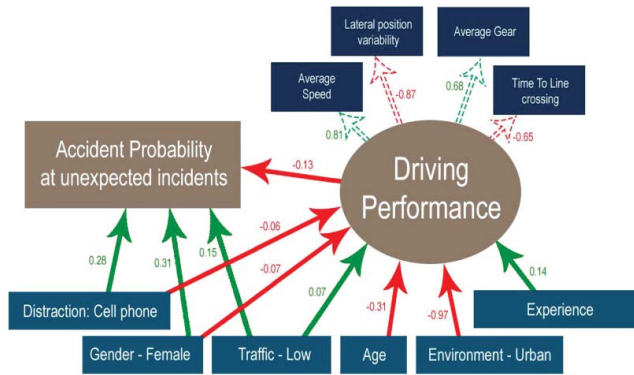 Lateral position
variability
Average Gear
Average
Speed
Time To Line
crossing
0.81
-0.87
0.68
-0.65
Accident Probability
at unexpected incidents
Driving
Performance
-0.13
-0.06
-0.07
0.28
0.31
0.15
0.07
-0.31
-0.97
0.14
Distraction: Cell phone
Experience
Gender - Female
Traffic - Low
Age
Environment - Urban